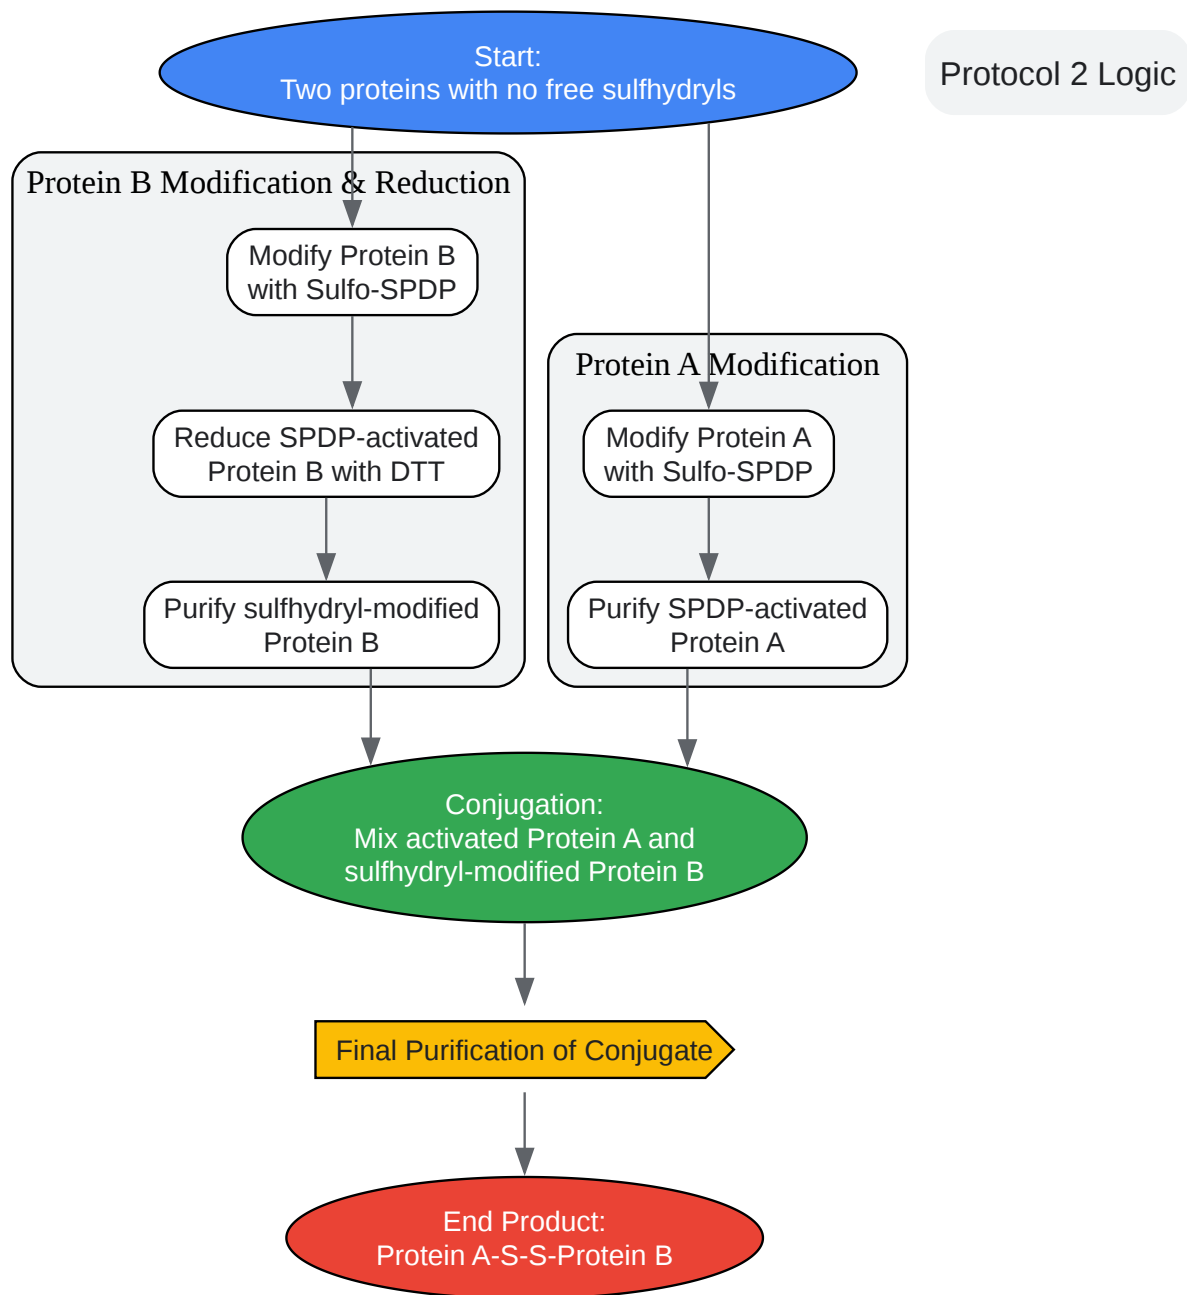 Start:
Two proteins with no free sulfhydryls
Protocol 2 Logic
Protein B Modification & Reduction
Modify Protein B
with Sulfo-SPDP
Reduce SPDP-activated
Protein B with DTT
Purify sulfhydryl-modified
Protein B
Protein A Modification
Modify Protein A
with Sulfo-SPDP
Purify SPDP-activated
Protein A
Conjugation:
Mix activated Protein A and
sulfhydryl-modified Protein B
Final Purification of Conjugate
End Product:
Protein A-S-S-Protein B